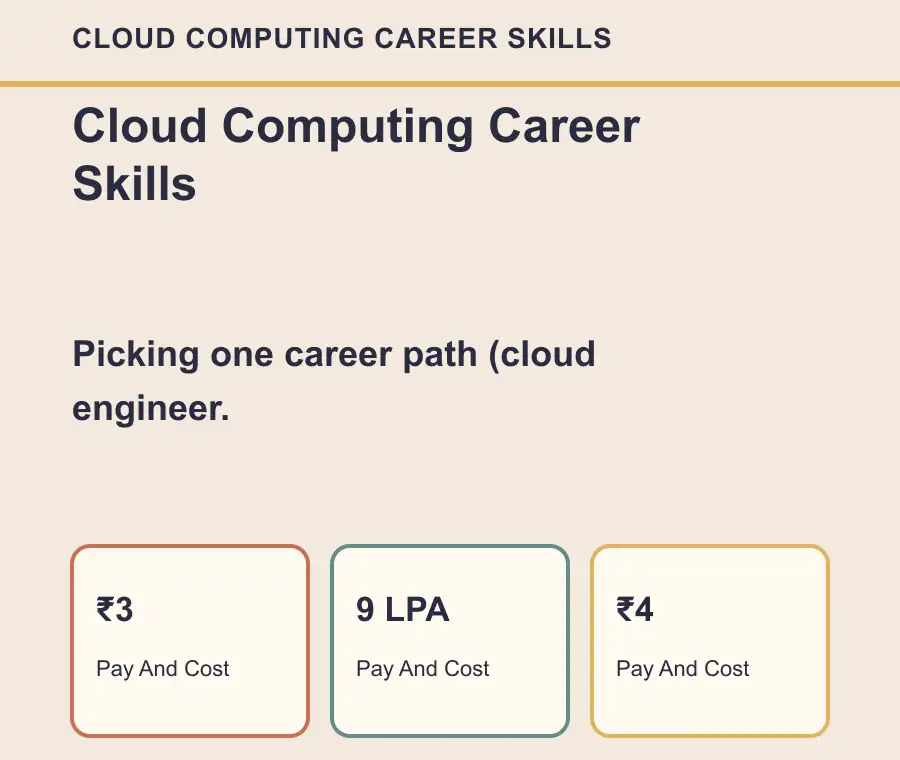 CLOUD COMPUTING CAREER SKILLS
Cloud Computing Career
Skills
Picking one career path (cloud
engineer.
₹3
Pay And Cost
9 LPA
Pay And Cost
₹4
Pay And Cost